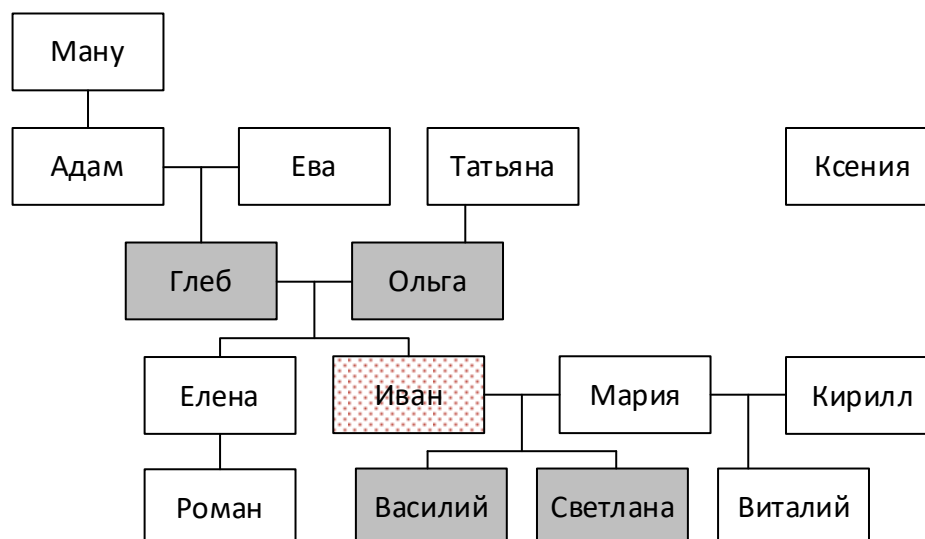 Ману
Адам
Ева
Татьяна
Ксения
Глеб
Ольга
Елена
Иван
Мария
Кирилл
Роман
Василий
Светлана
Виталий